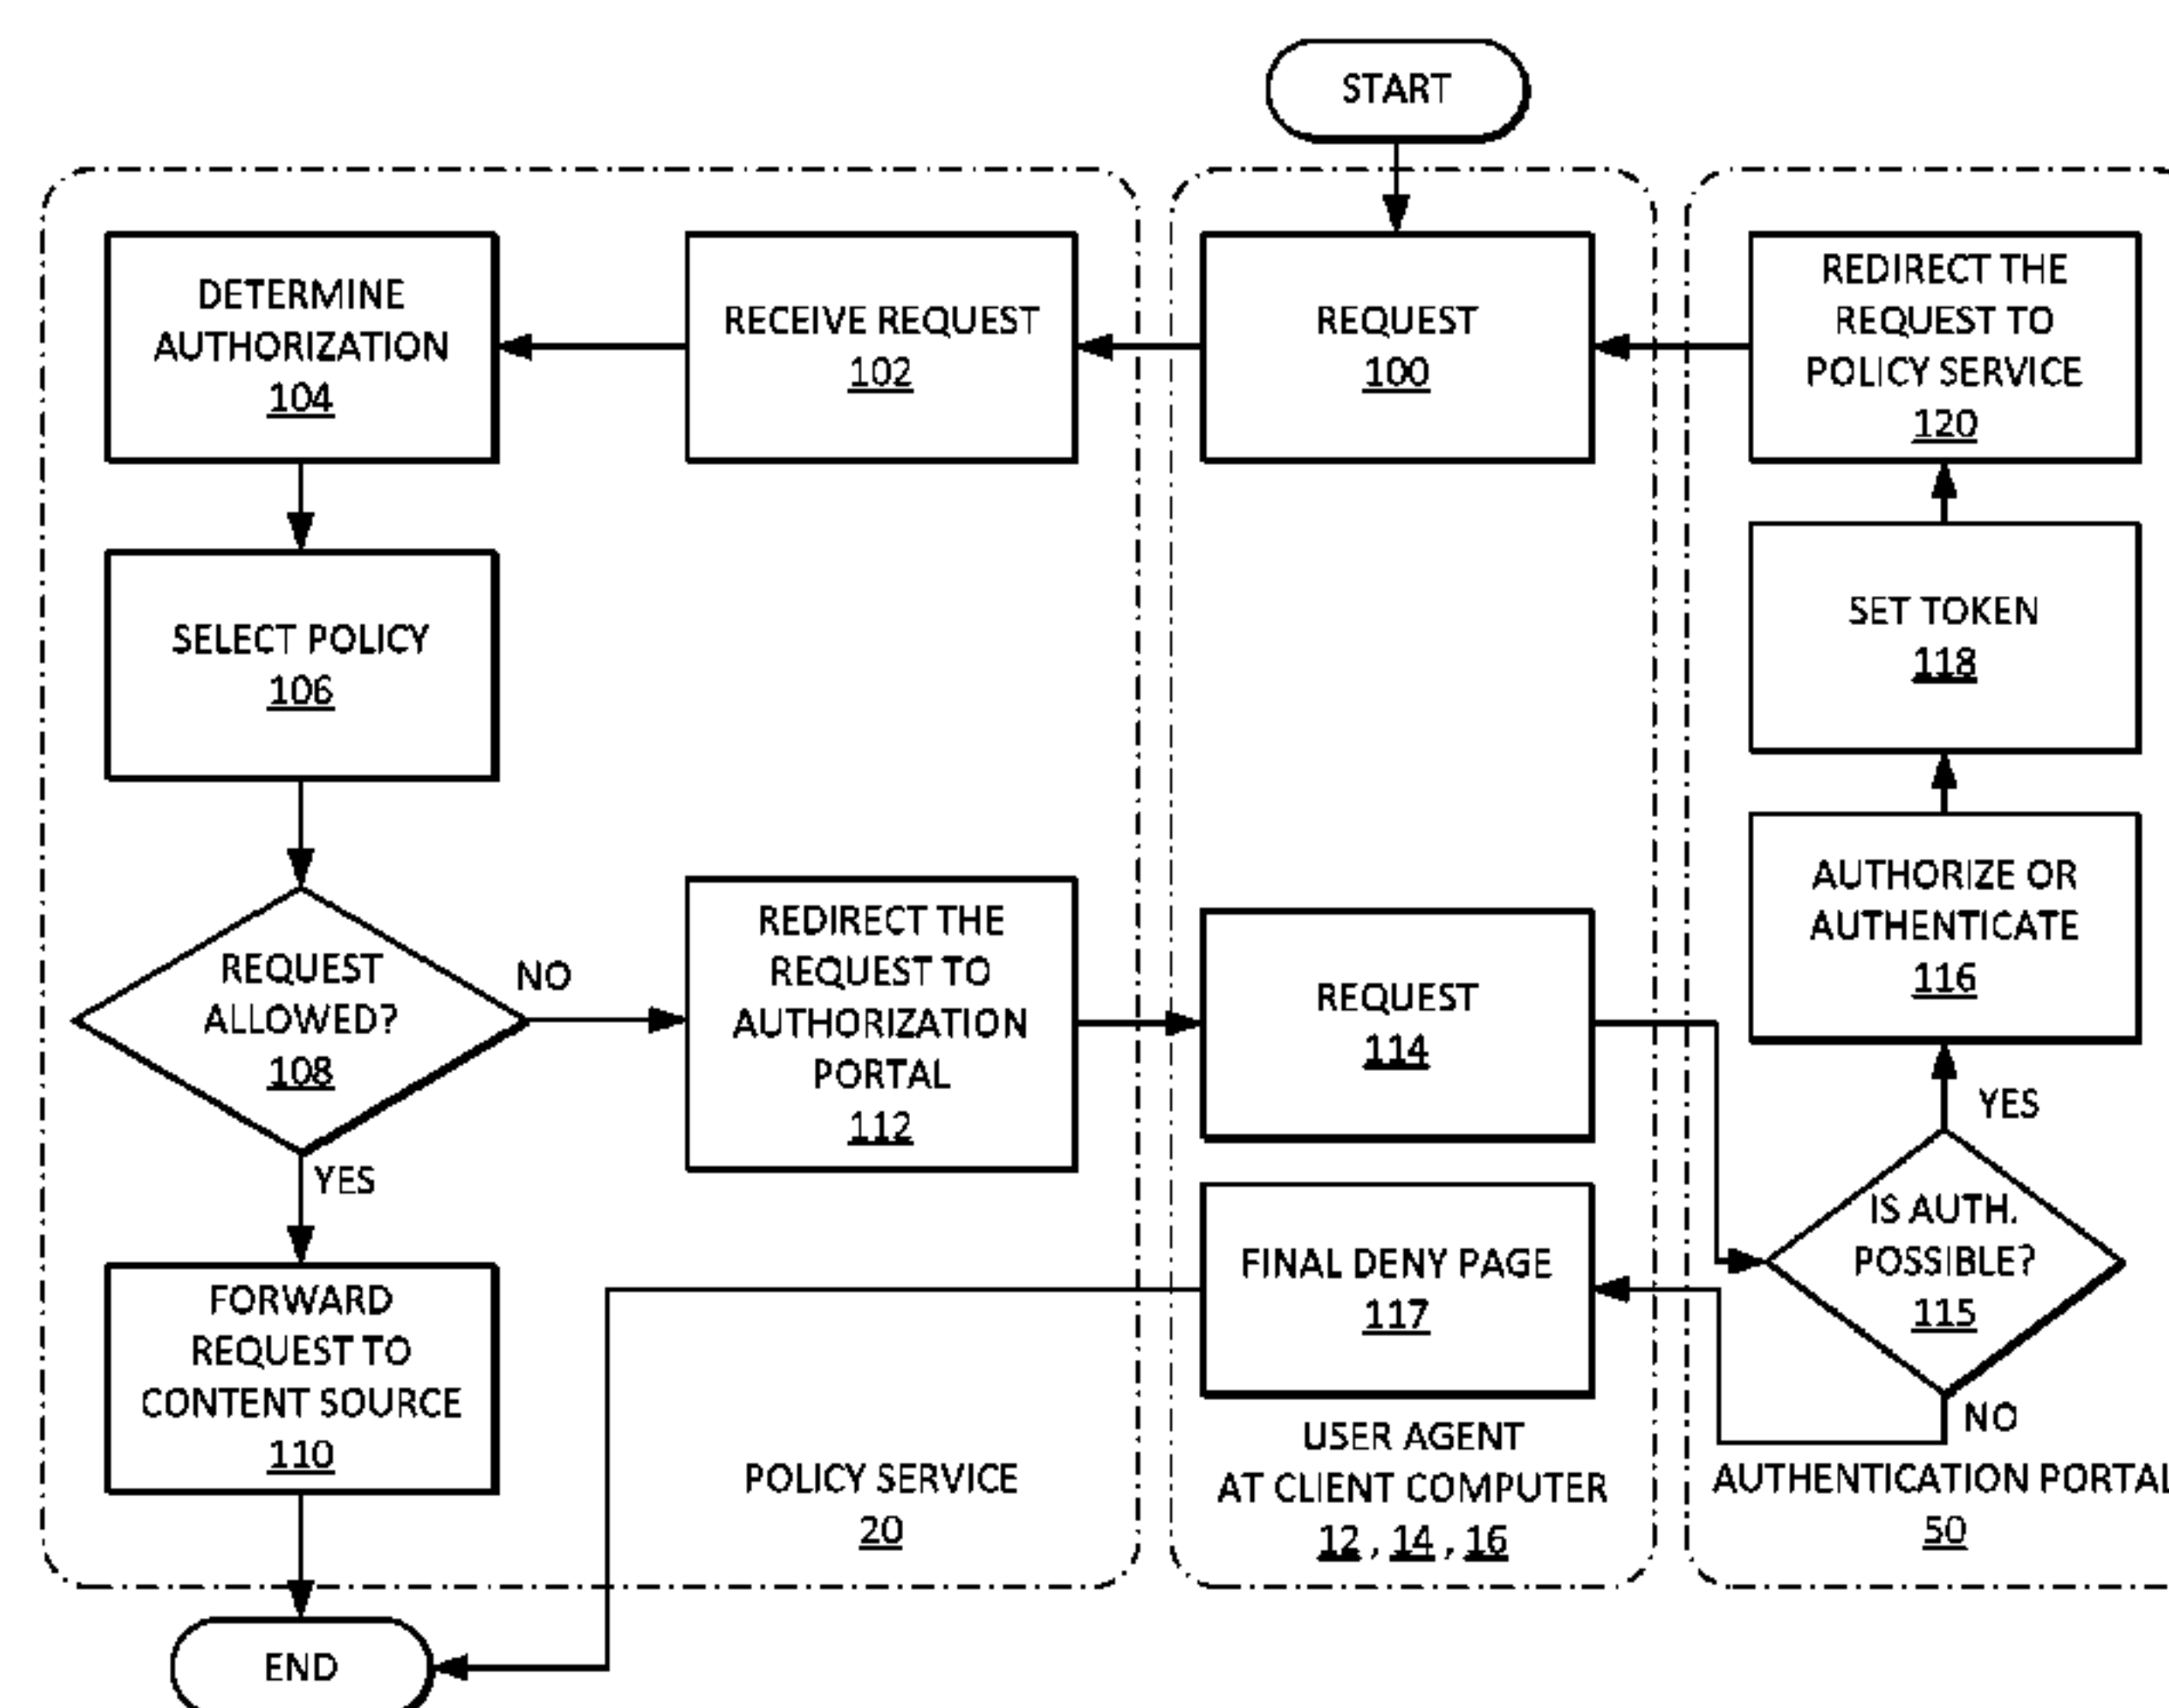 START
DETERMINE
AUTHORIZATION
104
RECEIVE REQUEST
102
REQUEST
100
REDIRECT THE
REQUEST TO
POLICY SERVICE
120
SELECT POLICY
106
SET TOKEN
118
REQUEST
ALLOWED?
108
NO
YES
REDIRECT THE
REQUEST TO
AUTHORIZATION
PORTAL
112
REQUEST
114
AUTHORIZE OR
AUTHENTICATE
116
YES
IS AUTH.
POSSIBLE?
115
NO
FINAL DENY PAGE
117
FORWARD
REQUEST TO
CONTENT SOURCE
110
POLICY SERVICE
20
USER AGENT
AT CLIENT COMPUTER
12, 14, 16
AUTHENTICATION PORTAL
50
END